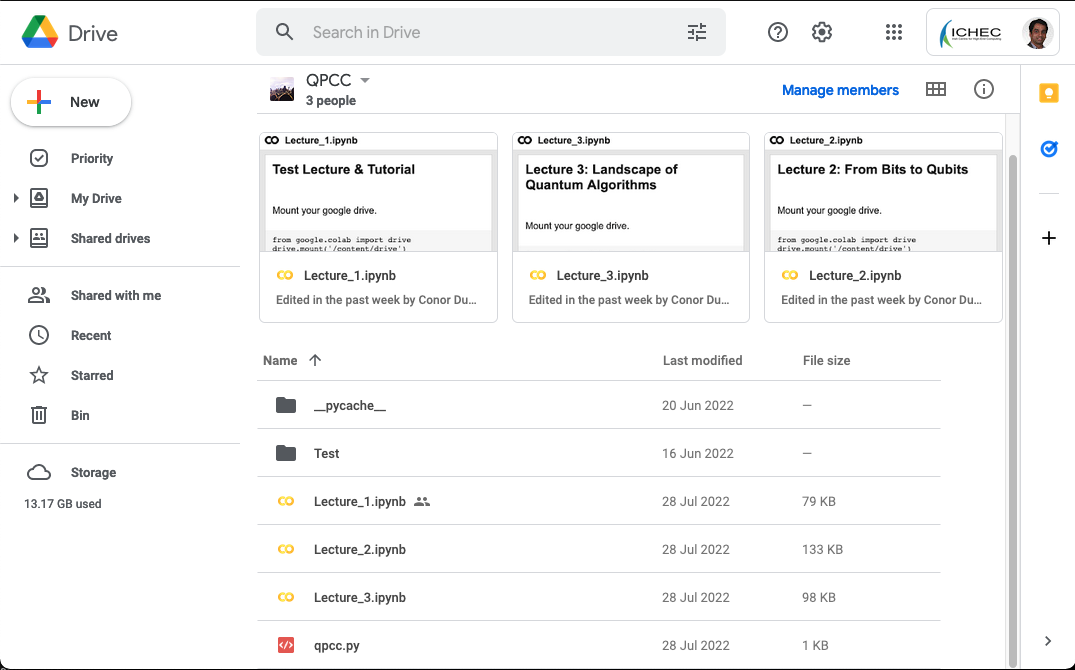 Drive
Search in Drive
ICHEC
New
Priority
My Drive
Shared drives
Shared with me
Recent
Starred
Bin
Storage
13.17 GB used
QPCC
3 people
Manage members
Lecture_1.ipynb
Test Lecture & Tutorial
Mount your google drive.
from google.colab import drive
drive.mount('/content/drive')
Lecture_1.ipynb
Edited in the past week by Conor Du...
Lecture_3.ipynb
Lecture 3: Landscape of
Quantum Algorithms
Mount your google drive.
Lecture_3.ipynb
Edited in the past week by Conor Du...
Lecture_2.ipynb
Lecture 2: From Bits to Qubits
Mount your google drive.
from google.colab import drive
drive.mount('/content/drive')
Lecture_2.ipynb
Edited in the past week by Conor Du...
Name Last modified File size
__pycache__ 20 Jun 2022 —
Test 16 Jun 2022 —
Lecture_1.ipynb 28 Jul 2022 79 KB
Lecture_2.ipynb 28 Jul 2022 133 KB
Lecture_3.ipynb 28 Jul 2022 98 KB
qpcc.py 28 Jul 2022 1 KB